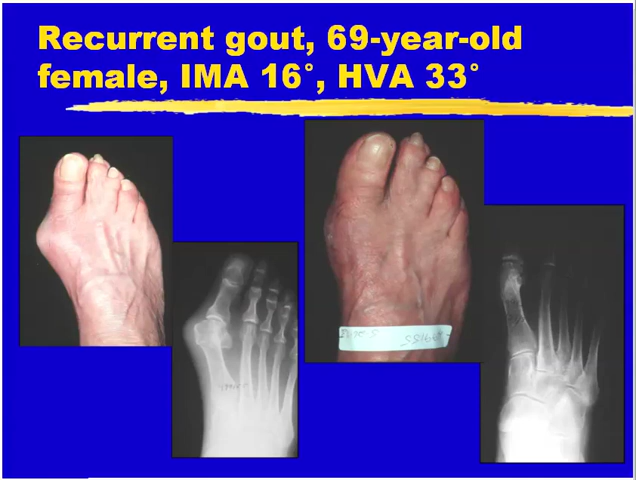 Recurrent gout, 69-year-old
female, IMA 16°, HVA 33°